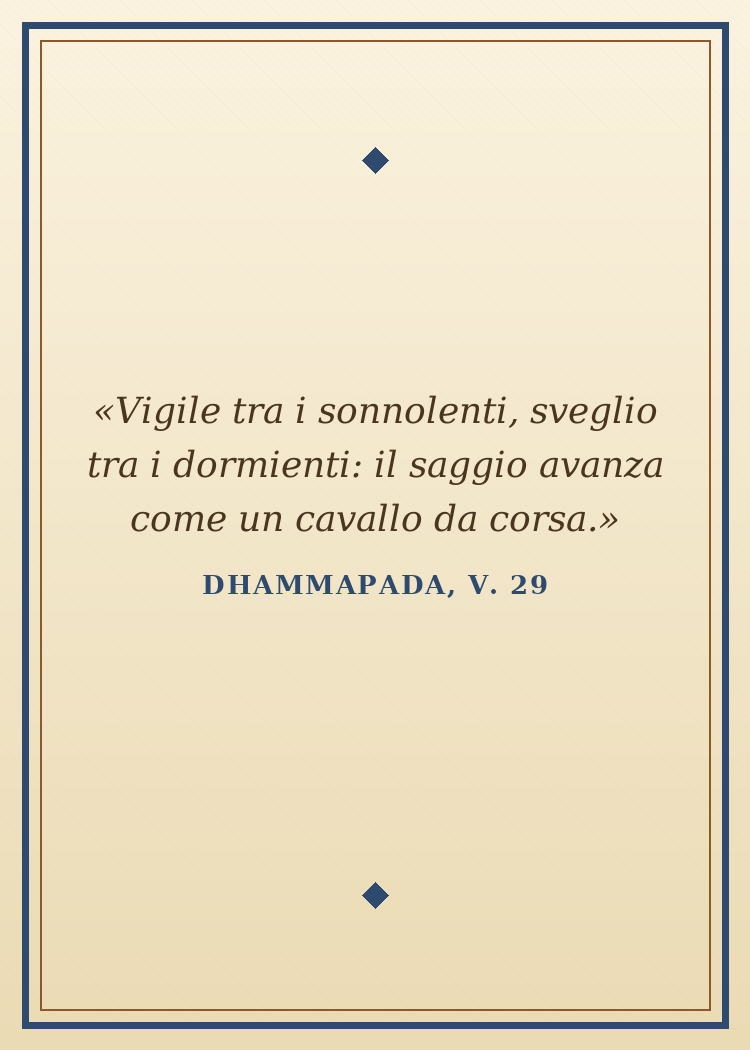 «Vigile tra i sonnolenti, sveglio
tra i dormienti: il saggio avanza
come un cavallo da corsa.»
DHAMMAPADA, V. 29